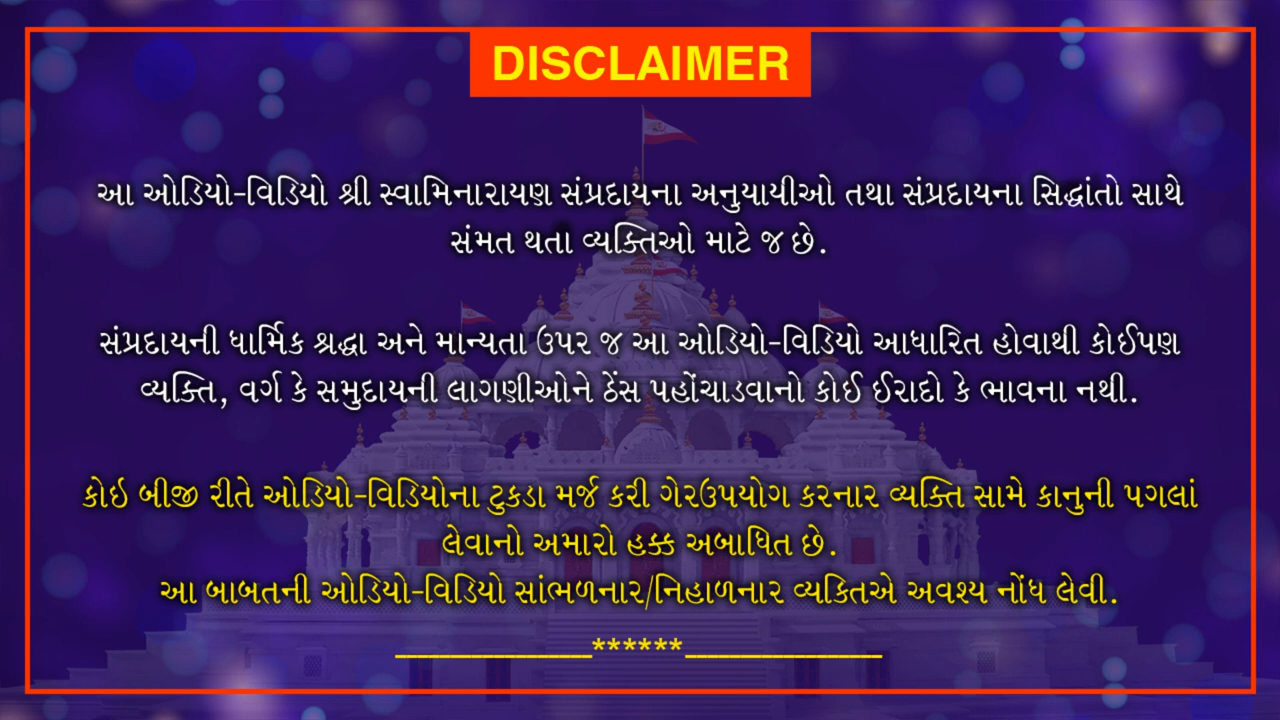 DISCLAIMER
આ ઓડિયો-વિડિયો શ્રી સ્વામિનારાયણ સંપ્રદાયના અનુયાયીઓ તથા સંપ્રદાયના સિદ્ધાંતો સાથે
સંમત થતા વ્યક્તિઓ માટે જ છે.
સંપ્રદાયની ધાર્મિક શ્રદ્ધા અને માન્યતા ઉપર જ આ ઓડિયો-વિડિયો આધારિત હોવાથી કોઈપણ
વ્યક્તિ, વર્ગ કે સમુદાયની લાગણીઓને ઠેંસ પહોંચાડવાનો કોઈ ઈરાદો કે ભાવના નથી.
કોઇ બીજી રીતે ઓડિયો-વિડિયોના ટુકડા મર્જ કરી ગેરઉપયોગ કરનાર વ્યક્તિ સામે કાનુની પગલાં
લેવાનો અમારો હક્ક અબાધિત છે.
આ બાબતની ઓડિયો-વિડિયો સાંભળનાર/નિહાળનાર વ્યકિતએ અવશ્ય નોંધ લેવી.
________________******________________